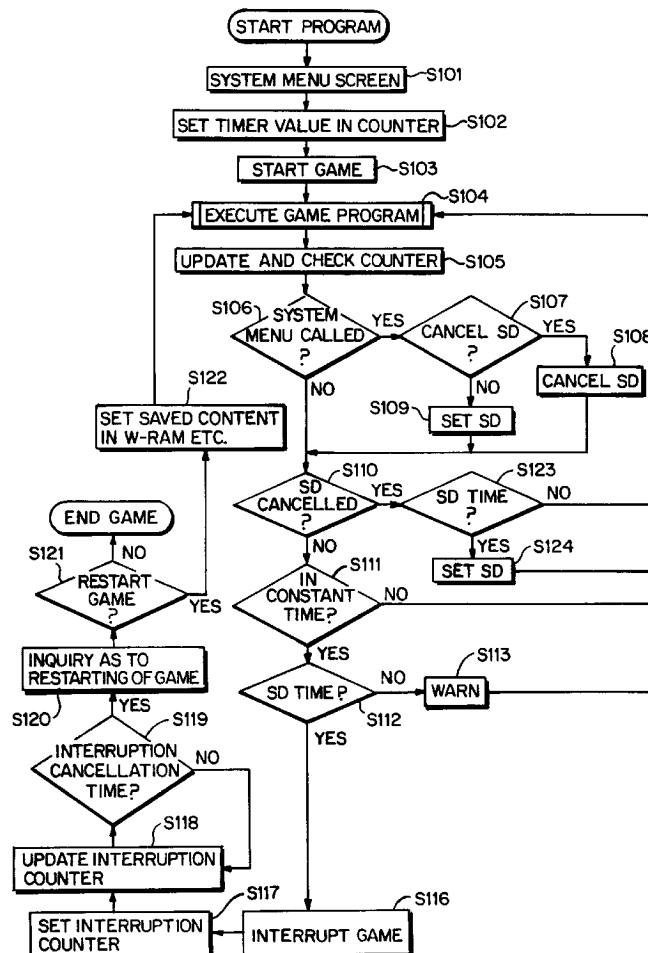 START PROGRAM
SYSTEM MENU SCREEN
S101
SET TIMER VALUE IN COUNTER
S102
START GAME
S103
EXECUTE GAME PROGRAM
S104
UPDATE AND CHECK COUNTER
S105
S106
SYSTEM
MENU CALLED
?
YES
NO
S107
CANCEL SD
?
YES
NO
S108
CANCEL SD
S109
SET SD
S122
SET SAVED CONTENT
IN W-RAM ETC.
S110
SD
CANCELLED
?
YES
NO
S123
SD TIME
?
NO
YES
S124
SET SD
END GAME
S121
NO
RESTART
GAME
?
YES
S111
IN
CONSTANT
TIME?
NO
YES
INQUIRY AS TO
RESTARTING OF GAME
S120
YES
SD TIME?
NO
S112
YES
S113
WARN
S119
INTERRUPTION
CANCELLATION
TIME?
NO
S118
UPDATE INTERRUPTION
COUNTER
S117
SET INTERRUPTION
COUNTER
S116
INTERRUPT GAME